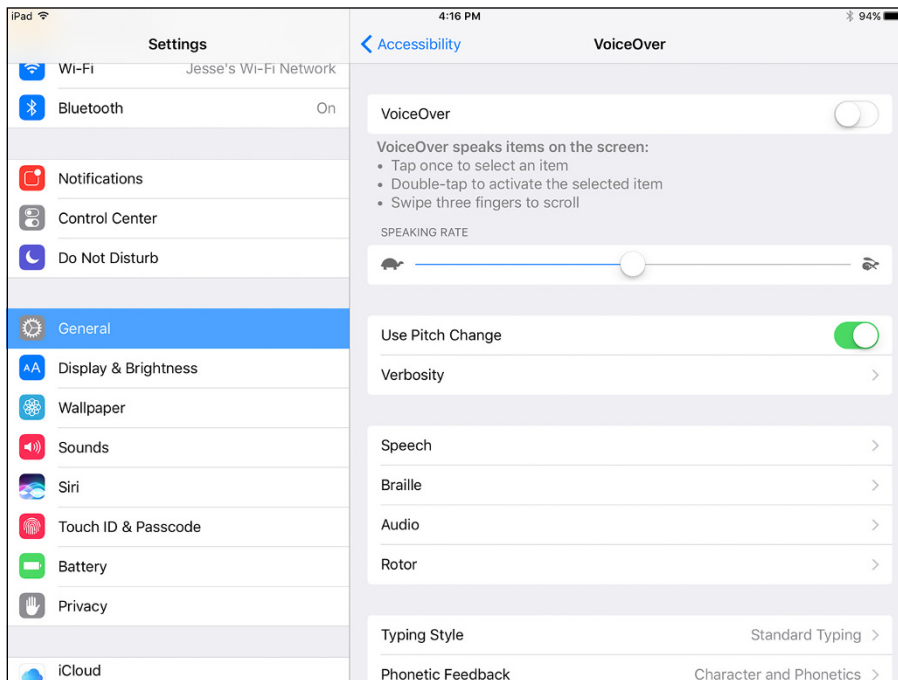 iPad 4:16 PM 94%
Settings
Wi-Fi Jesse's Wi-Fi Network
Bluetooth On
Notifications
Control Center
Do Not Disturb
General
AA Display & Brightness
Wallpaper
Sounds
Siri
Touch ID & Passcode
Battery
Privacy
iCloud
Accessibility VoiceOver
VoiceOver
VoiceOver speaks items on the screen:
• Tap once to select an item
• Double-tap to activate the selected item
• Swipe three fingers to scroll
SPEAKING RATE
Use Pitch Change
Verbosity
Speech
Braille
Audio
Rotor
Typing Style Standard Typing
Phonetic Feedback Character and Phonetics